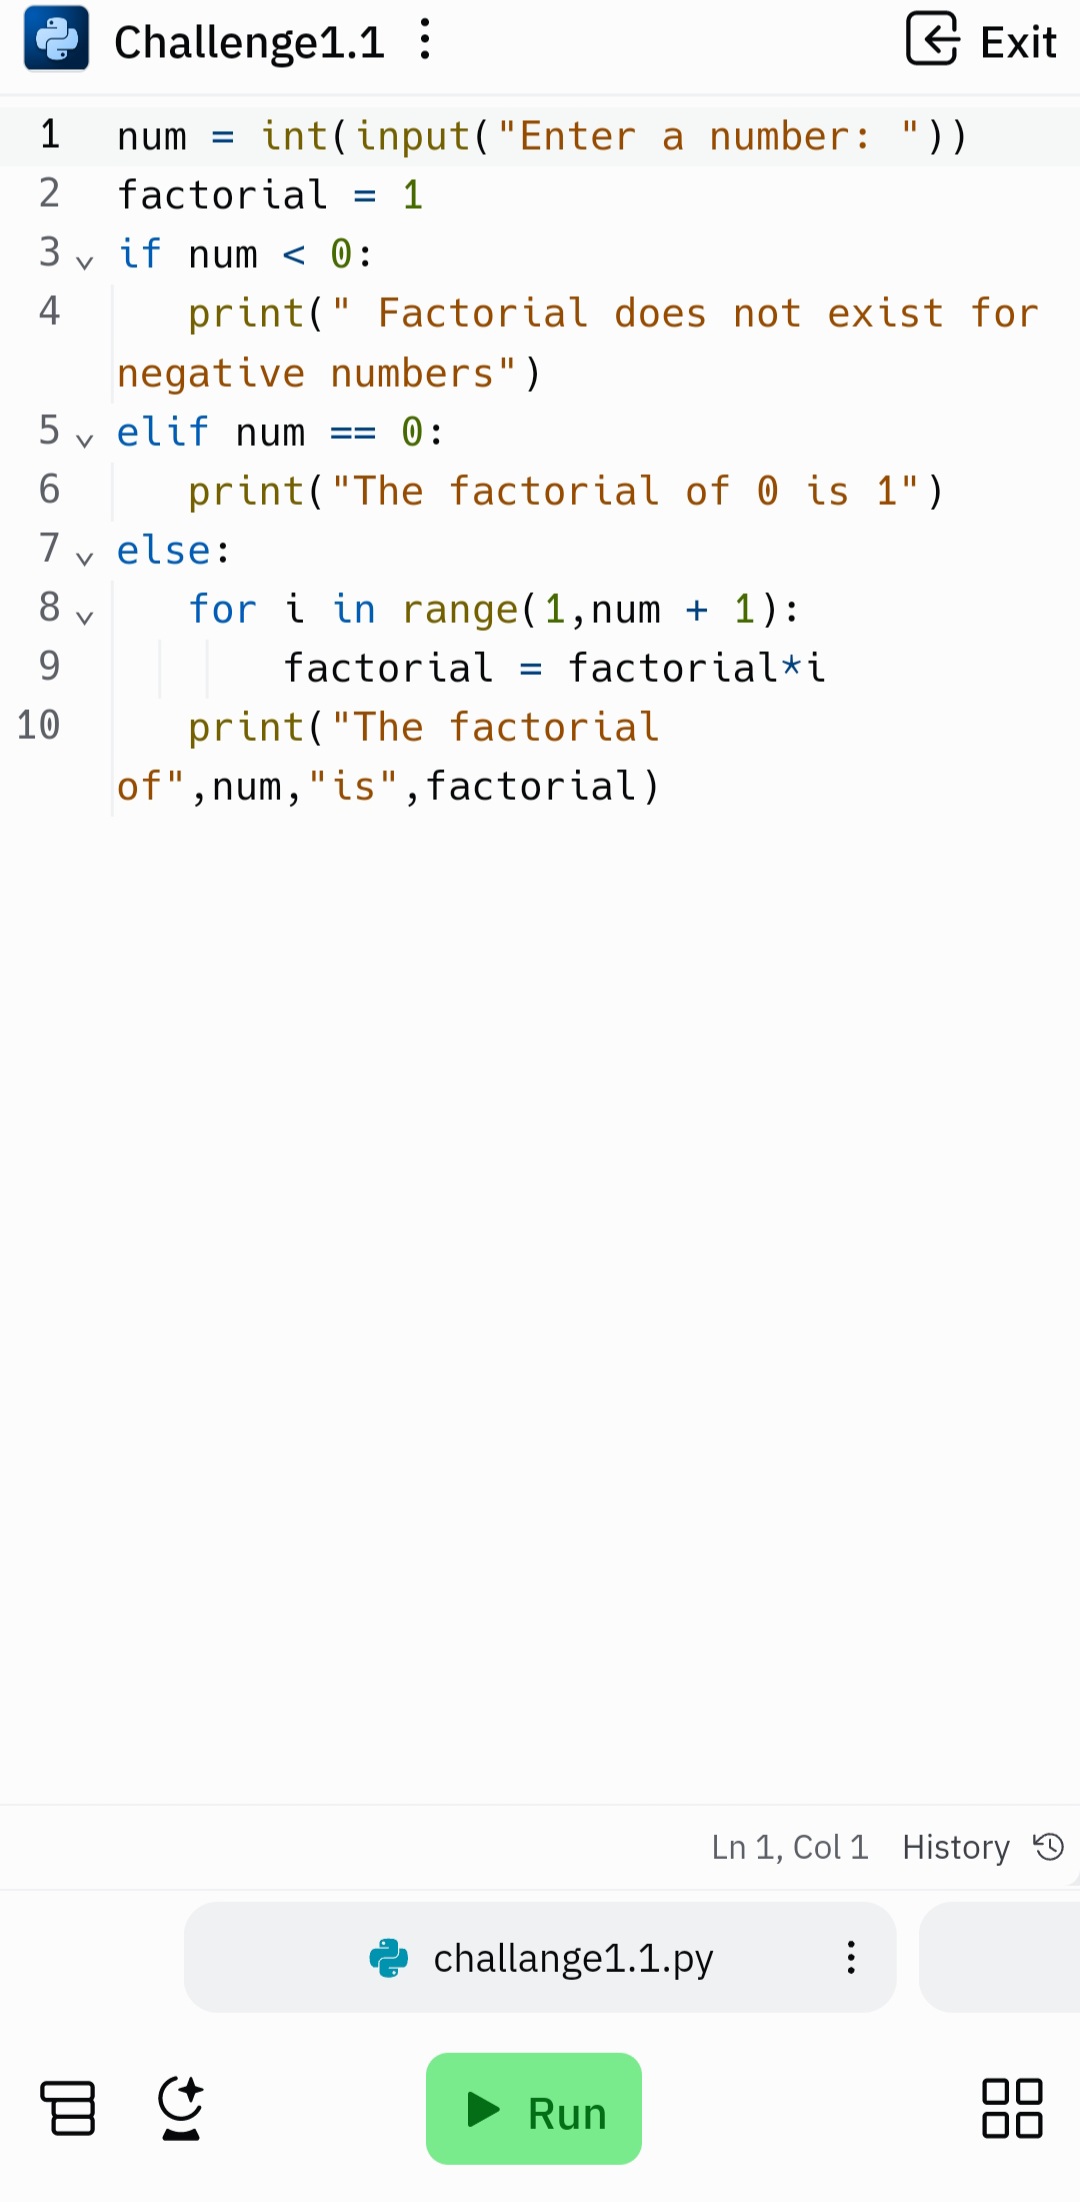 Challenge1.1
Exit
1 num = int(input("Enter a number: "))
2 factorial = 1
3 if num < 0:
4    print(" Factorial does not exist for
negative numbers")
5 elif num == 0:
6    print("The factorial of 0 is 1")
7 else:
8    for i in range(1,num + 1):
9        factorial = factorial*i
10    print("The factorial
of",num,"is",factorial)
Ln 1, Col 1 History
challange1.1.py
Run